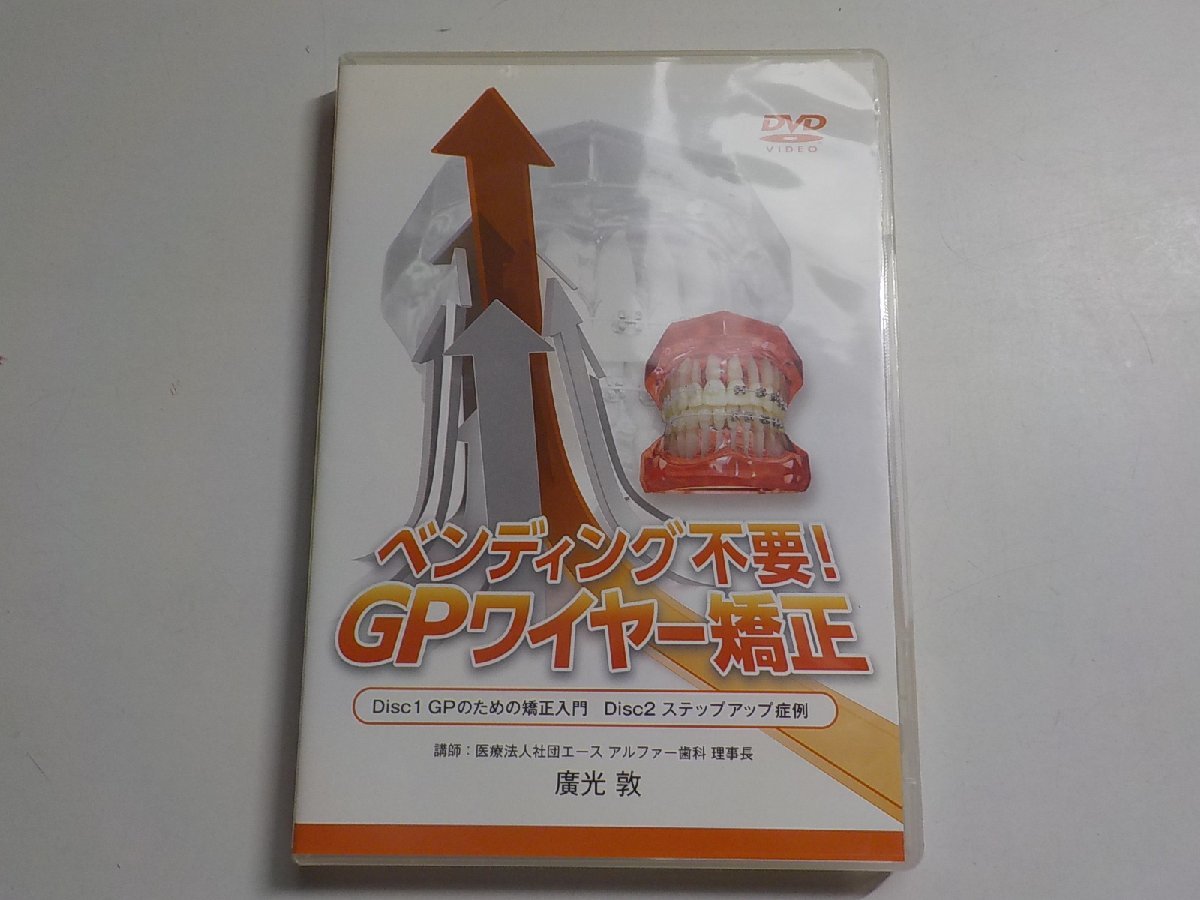 DVD
VIDEO
ベンディング不要!
GPワイヤー矯正
Disc1 GPのための矯正入門 Disc2 ステップアップ症例
講師:医療法人社団エース アルファー歯科 理事長
廣光 敦